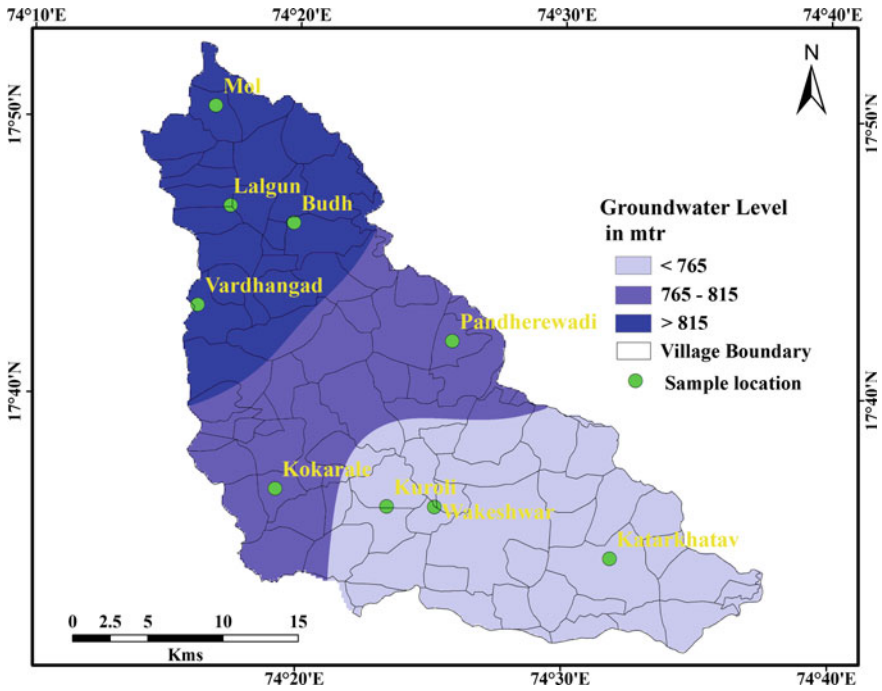 74°10'E 74°20'E 74°30'E 74°40'E
N
17°50'N 17°50'N
Mol
Lalgun
Budh
Vardhangad
Pandherewadi
Groundwater Level
in mtr
< 765
765 - 815
> 815
Village Boundary
Sample location
17°40'N 17°40'N
Kokarale
Kuroli
Wakeshwar
Katarkhatav
0 2.5 5 10 15
Kms
74°20'E 74°30'E 74°40'E